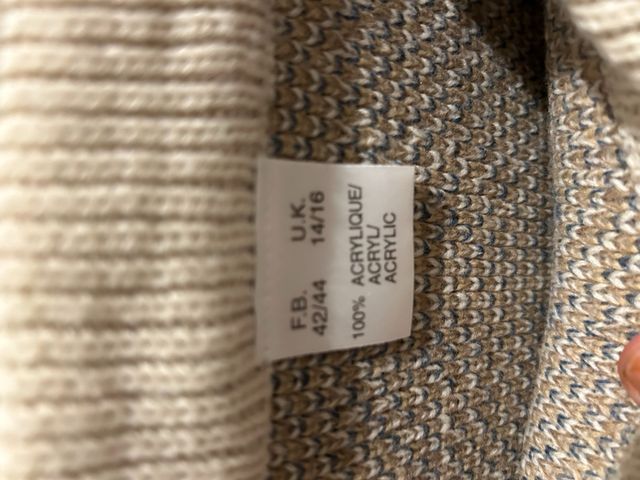 F.B. U.K.
42/44 14/16
100% ACRYLIQUE/
ACRYL/
ACRYLIC